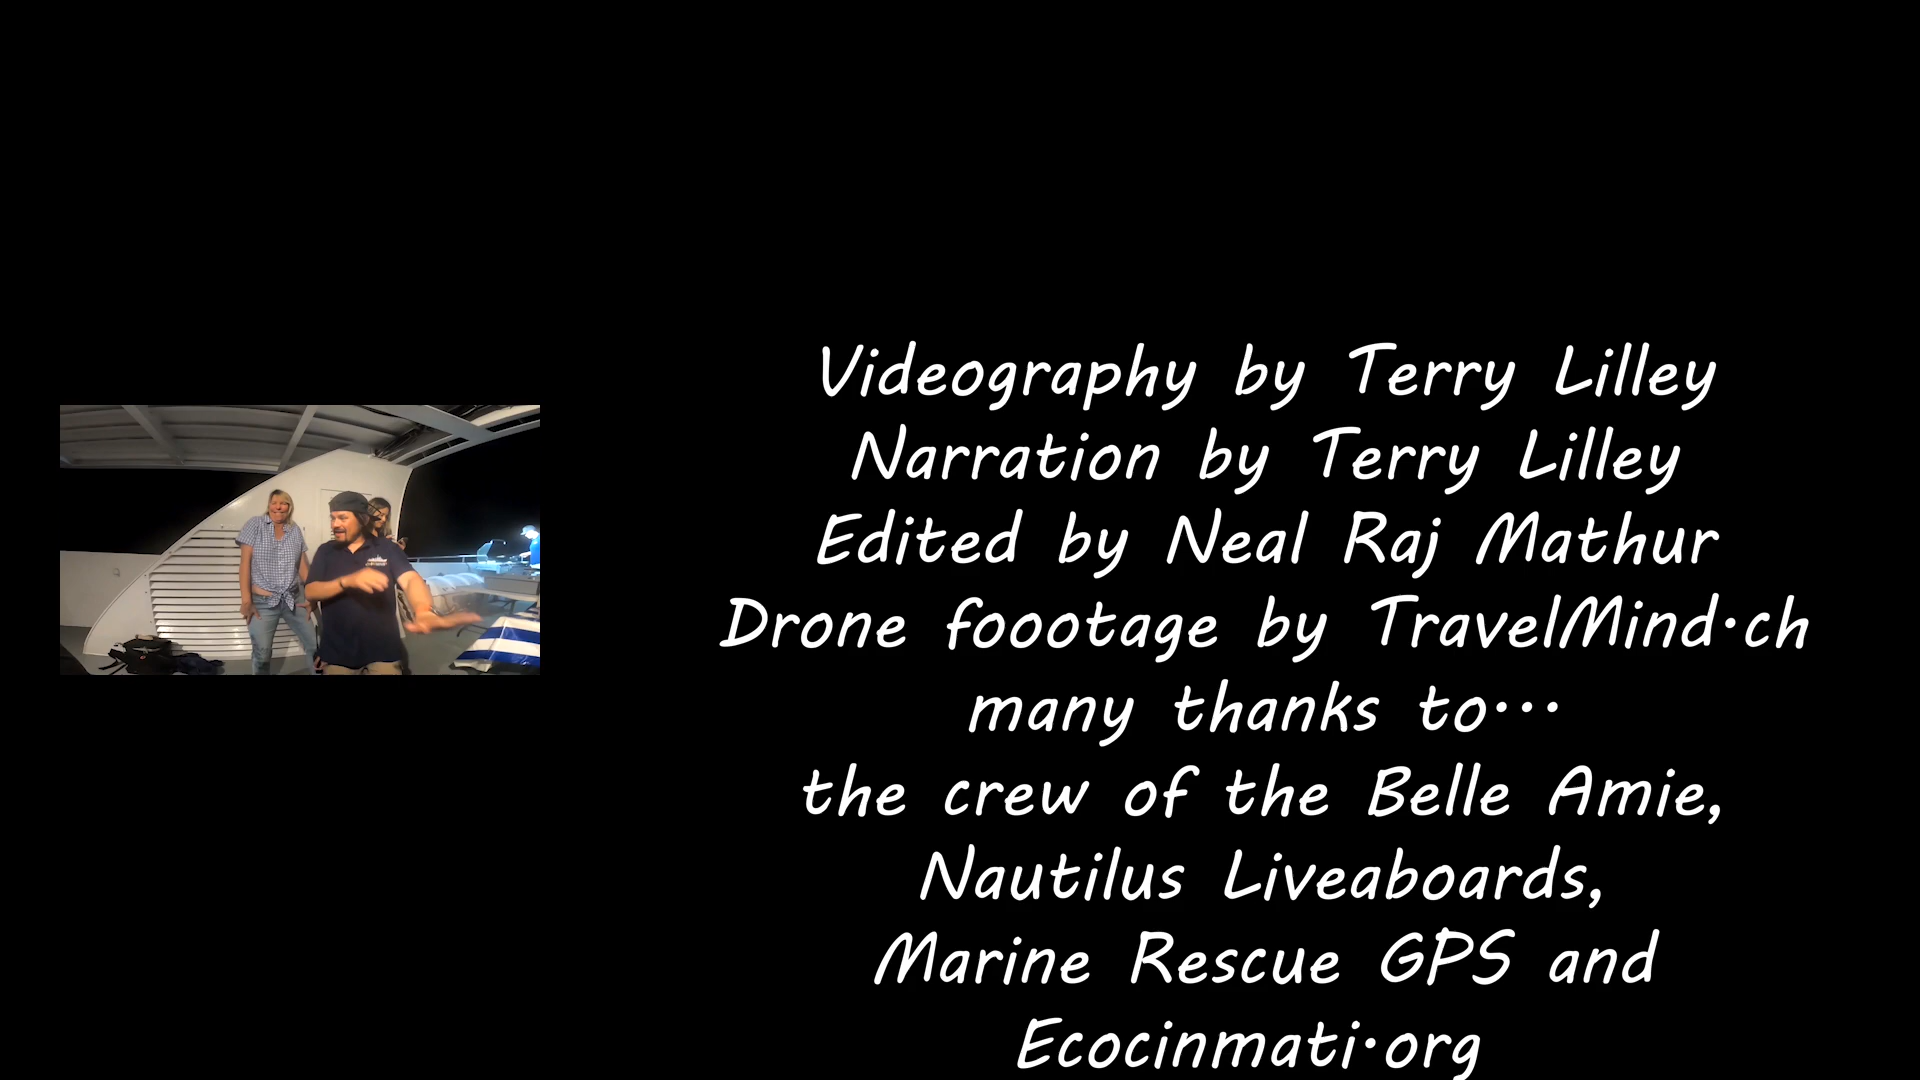 Videography by Terry Lilley
Narration by Terry Lilley
Edited by Neal Raj Mathur
Drone foootage by TravelMind.ch
many thanks to...
the crew of the Belle Amie,
Nautilus Liveaboards,
Marine Rescue GPS and
Ecocinmati.org